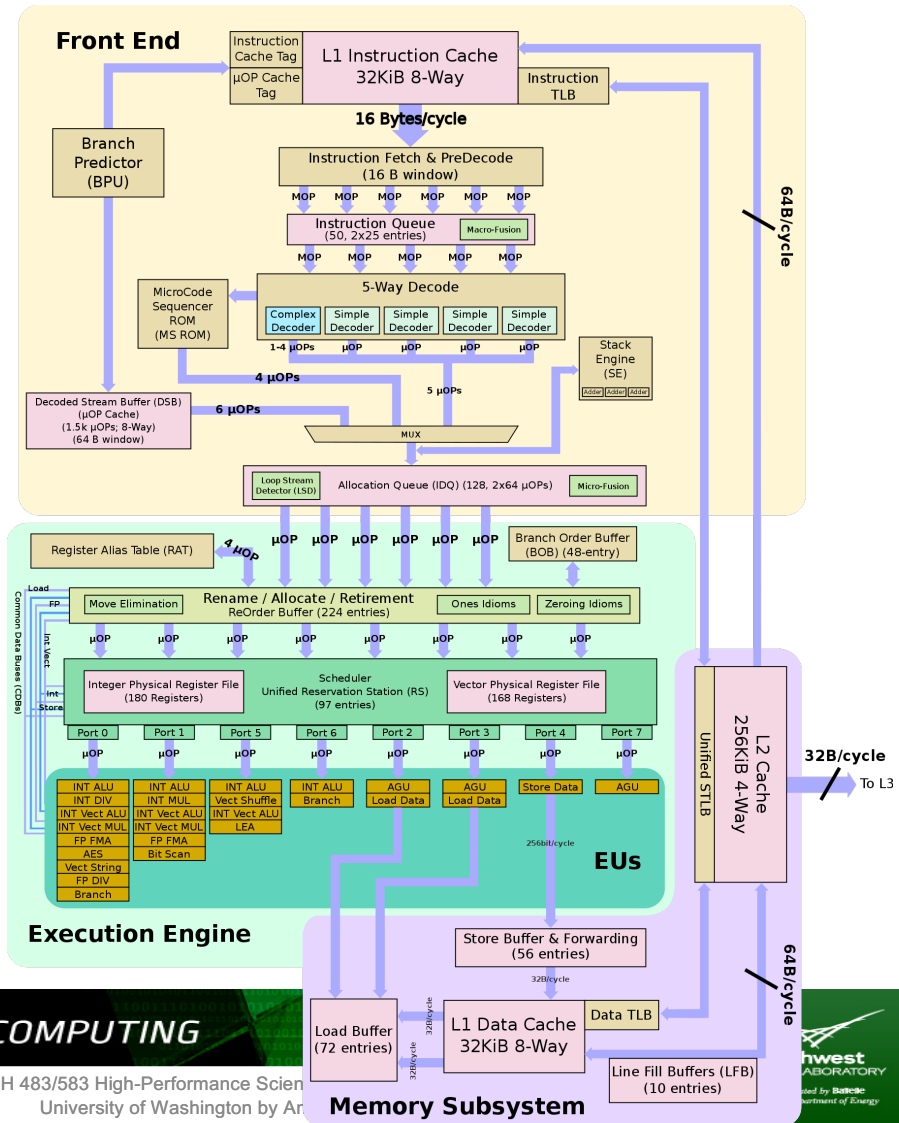 Front End
Instruction
Cache Tag
µOP Cache
Tag
L1 Instruction Cache
32KiB 8-Way
Instruction
TLB
16 Bytes/cycle
Branch
Predictor
(BPU)
Instruction Fetch & PreDecode
(16 B window)
MOP MOP MOP MOP MOP MOP
Instruction Queue
(50, 2x25 entries)
Macro-Fusion
MOP MOP MOP MOP MOP
64B/cycle
MicroCode
Sequencer
ROM
(MS ROM)
5-Way Decode
Complex
Decoder
Simple
Decoder
Simple
Decoder
Simple
Decoder
Simple
Decoder
1-4 µOPs µOP µOP µOP µOP
Stack
Engine
(SE)
Adder Adder Adder
4 µOPs
5 µOPs
Decoded Stream Buffer (DSB)
(µOP Cache)
(1.5k µOPs; 8-Way)
(64 B window)
6 µOPs
MUX
Loop Stream
Detector (LSD)
Allocation Queue (IDQ) (128, 2x64 µOPs)
Micro-Fusion
µOP µOP µOP µOP µOP µOP
Register Alias Table (RAT)
4 µOP
Branch Order Buffer
(BOB) (48-entry)
Load
FP
Common Data Buses (CDBs)
Int Vect
Int
Store
Move Elimination
Rename / Allocate / Retirement
ReOrder Buffer (224 entries)
Ones Idioms
Zeroing Idioms
µOP µOP µOP µOP µOP µOP µOP µOP
Integer Physical Register File
(180 Registers)
Scheduler
Unified Reservation Station (RS)
(97 entries)
Vector Physical Register File
(168 Registers)
Port 0 Port 1 Port 5 Port 6 Port 2 Port 3 Port 4 Port 7
µOP µOP µOP µOP µOP µOP µOP µOP
INT ALU
INT DIV
INT Vect ALU
INT Vect MUL
FP FMA
AES
Vect String
FP DIV
Branch
INT ALU
INT MUL
INT Vect ALU
INT Vect MUL
FP FMA
Bit Scan
INT ALU
Vect Shuffle
INT Vect ALU
LEA
INT ALU
Branch
AGU
Load Data
AGU
Load Data
Store Data
AGU
256bit/cycle
EUs
Execution Engine
Unified STLB
L2 Cache
256KiB 4-Way
32B/cycle
To L3
Store Buffer & Forwarding
(56 entries)
32B/cycle
64B/cycle
Load Buffer
(72 entries)
32B/cycle
32B/cycle
L1 Data Cache
32KiB 8-Way
Data TLB
Line Fill Buffers (LFB)
(10 entries)
Memory Subsystem
COMPUTING
H 483/583 High-Performance Scien
University of Washington by An
hwest
LABORATORY
ated by Battelle
partment of Energy